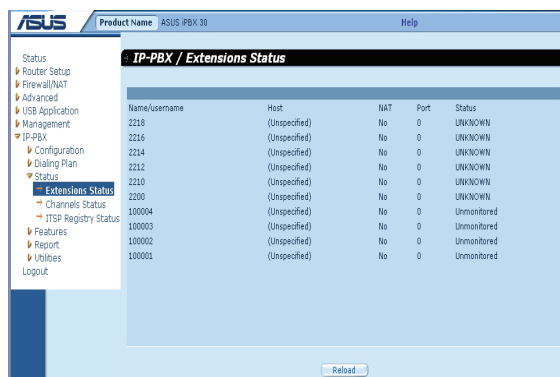 ASUS
Product Name ASUS iPBX 30 Help
IP-PBX / Extensions Status
Status
Router Setup
Firewall/NAT
Advanced
USB Application
Management
IP-PBX
Configuration
Dialing Plan
Status
Extensions Status
Channels Status
ITSP Registry Status
Features
Report
Utilities
Logout
Name/username Host NAT Port Status
2218 (Unspecified) No 0 UNKNOWN
2216 (Unspecified) No 0 UNKNOWN
2214 (Unspecified) No 0 UNKNOWN
2212 (Unspecified) No 0 UNKNOWN
2210 (Unspecified) No 0 UNKNOWN
2200 (Unspecified) No 0 UNKNOWN
100004 (Unspecified) No 0 Unmonitored
100003 (Unspecified) No 0 Unmonitored
100002 (Unspecified) No 0 Unmonitored
100001 (Unspecified) No 0 Unmonitored
Reload